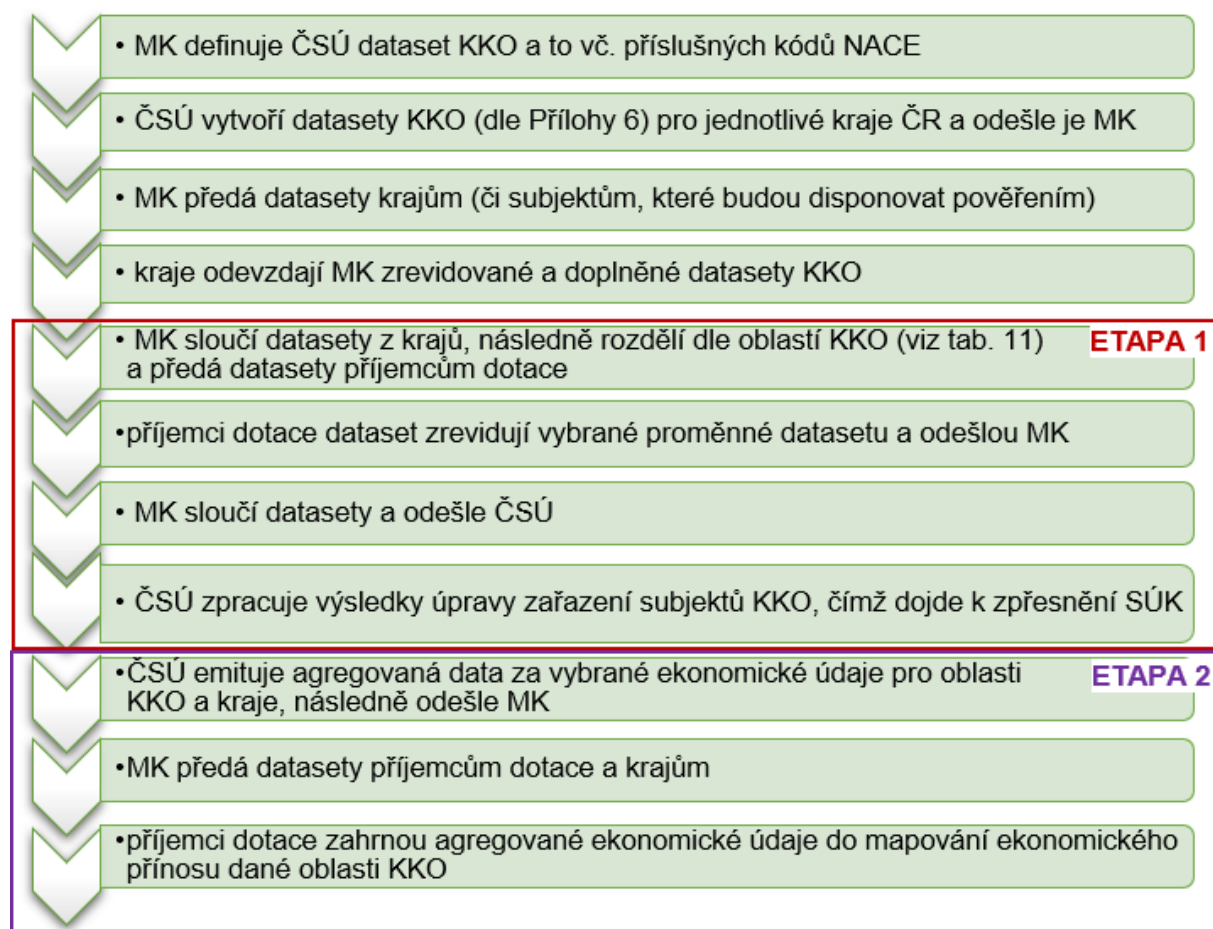 • MK definuje ČSÚ dataset KKO a to vč. příslušných kódů NACE
• ČSÚ vytvoří datasety KKO (dle Přílohy 6) pro jednotlivé kraje ČR a odešle je MK
• MK předá datasety krajům (či subjektům, které budou disponovat pověřením)
• kraje odevzdají MK zrevidované a doplněné datasety KKO
• MK sloučí datasety z krajů, následně rozdělí dle oblastí KKO (viz tab. 11)
a předá datasety příjemcům dotace
ETAPA 1
•příjemci dotace dataset zrevidují vybrané proměnné datasetu a odešlou MK
• MK sloučí datasety a odešle ČSÚ
• ČSÚ zpracuje výsledky úpravy zařazení subjektů KKO, čímž dojde k zpřesnění SÚK
•ČSÚ emituje agregovaná data za vybrané ekonomické údaje pro oblasti
KKO a kraje, následně odešle MK
ETAPA 2
•MK předá datasety příjemcům dotace a krajům
•příjemci dotace zahrnou agregované ekonomické údaje do mapování ekonomického
přínosu dané oblasti KKO